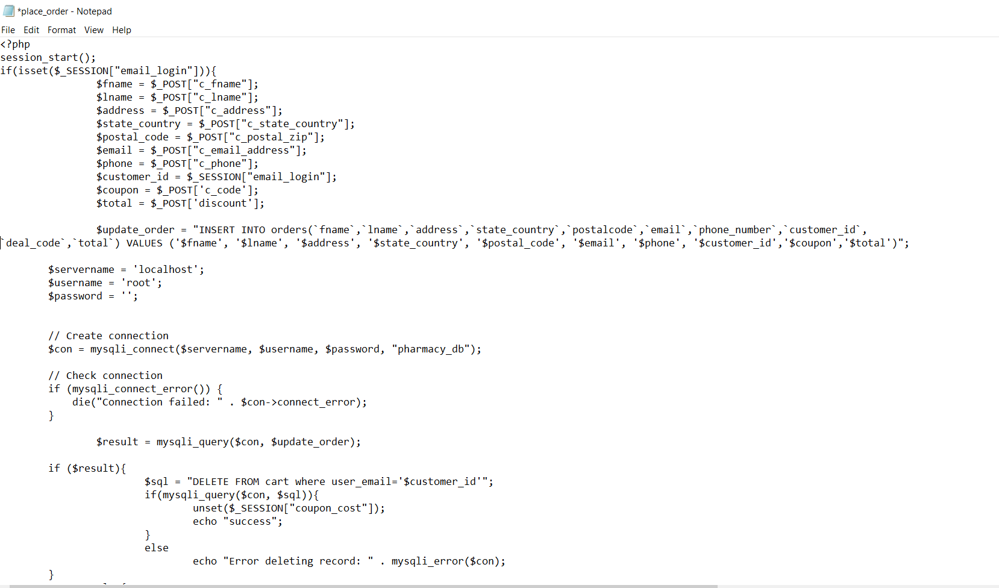 *place_order - Notepad
File Edit Format View Help
<?php
session_start();
if(isset($_SESSION["email_login"])){
$fname = $_POST["c_fname"];
$lname = $_POST["c_lname"];
$address = $_POST["c_address"];
$state_country = $_POST["c_state_country"];
$postal_code = $_POST["c_postal_zip"];
$email = $_POST["c_email_address"];
$phone = $_POST["c_phone"];
$customer_id = $_SESSION["email_login"];
$coupon = $_POST['c_code'];
$total = $_POST['discount'];
$update_order = "INSERT INTO orders(`fname`,`lname`,`address`,`state_country`,`postalcode`,`email`,`phone_number`,`customer_id`,
`deal_code`,`total`) VALUES ('$fname', '$lname', '$address', '$state_country', '$postal_code', '$email', '$phone', '$customer_id','$coupon','$total')";
$servername = 'localhost';
$username = 'root';
$password = '';
// Create connection
$con = mysqli_connect($servername, $username, $password, "pharmacy_db");
// Check connection
if (mysqli_connect_error()) {
die("Connection failed: " . $con->connect_error);
}
$result = mysqli_query($con, $update_order);
if ($result){
$sql = "DELETE FROM cart where user_email='$customer_id'";
if(mysqli_query($con, $sql)){
unset($_SESSION["coupon_cost"]);
echo "success";
}
else
echo "Error deleting record: " . mysqli_error($con);
}